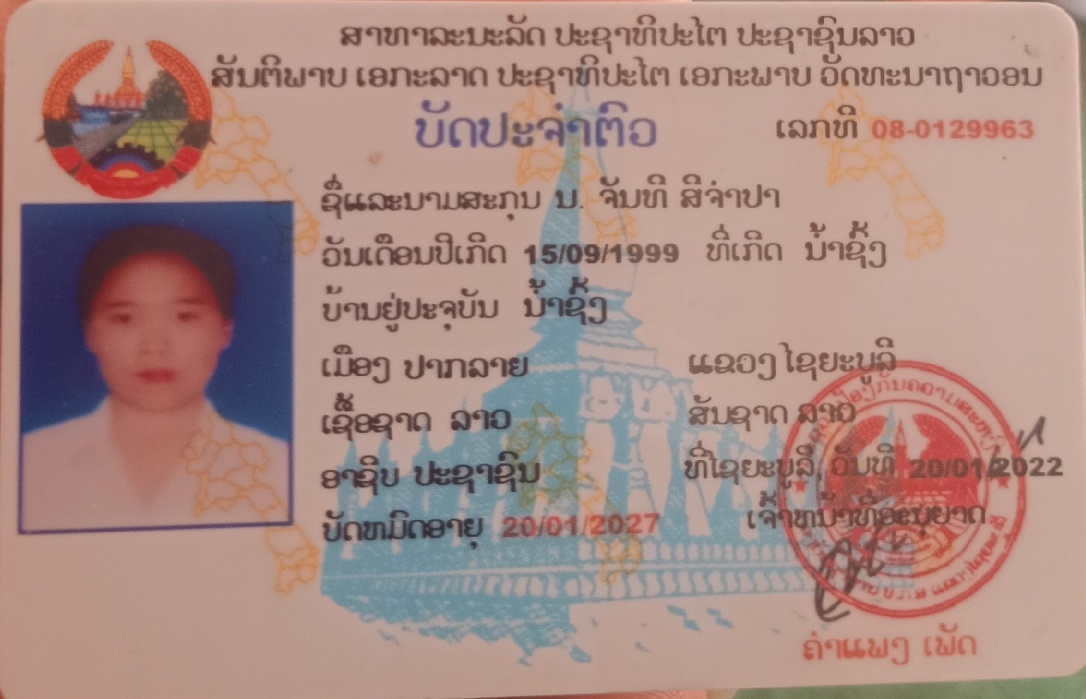 ສາທາລະນະລັດ ປະຊາທິປະໄຕ ປະຊາຊົນລາວ
ສັນຕິພາບ ເອກະລາດ ປະຊາທິປະໄຕ ເອກະພາບ ວັດທະນາຖາວອນ
ບັດປະຈຳຕົວ
ເລກທີ 08-0129963
ຊື່ແລະນາມສະກຸນ ນ. ຈັນທີ ສີຈຳປາ
ວັນເດືອນປີເກີດ 15/09/1999 ທີ່ເກີດ ນ້ຳຊົ້ງ
ບ້ານຢູ່ປະຈຸບັນ ນ້ຳຊົ້ງ
ເມືອງ ປາກລາຍ ແຂວງ ໄຊຍະບູລີ
ເຊື້ອຊາດ ລາວ ສັນຊາດ ລາວ
ອາຊີບ ປະຊາຊົນ ທີ່ໄຊຍະບູລີ, ວັນທີ 20/01/2022
ບັດຫມົດອາຍຸ 20/01/2027 ເຈົ້າຫນ້າທີ່ອະນຸຍາດ
ຄຳແພງ ເພັດ